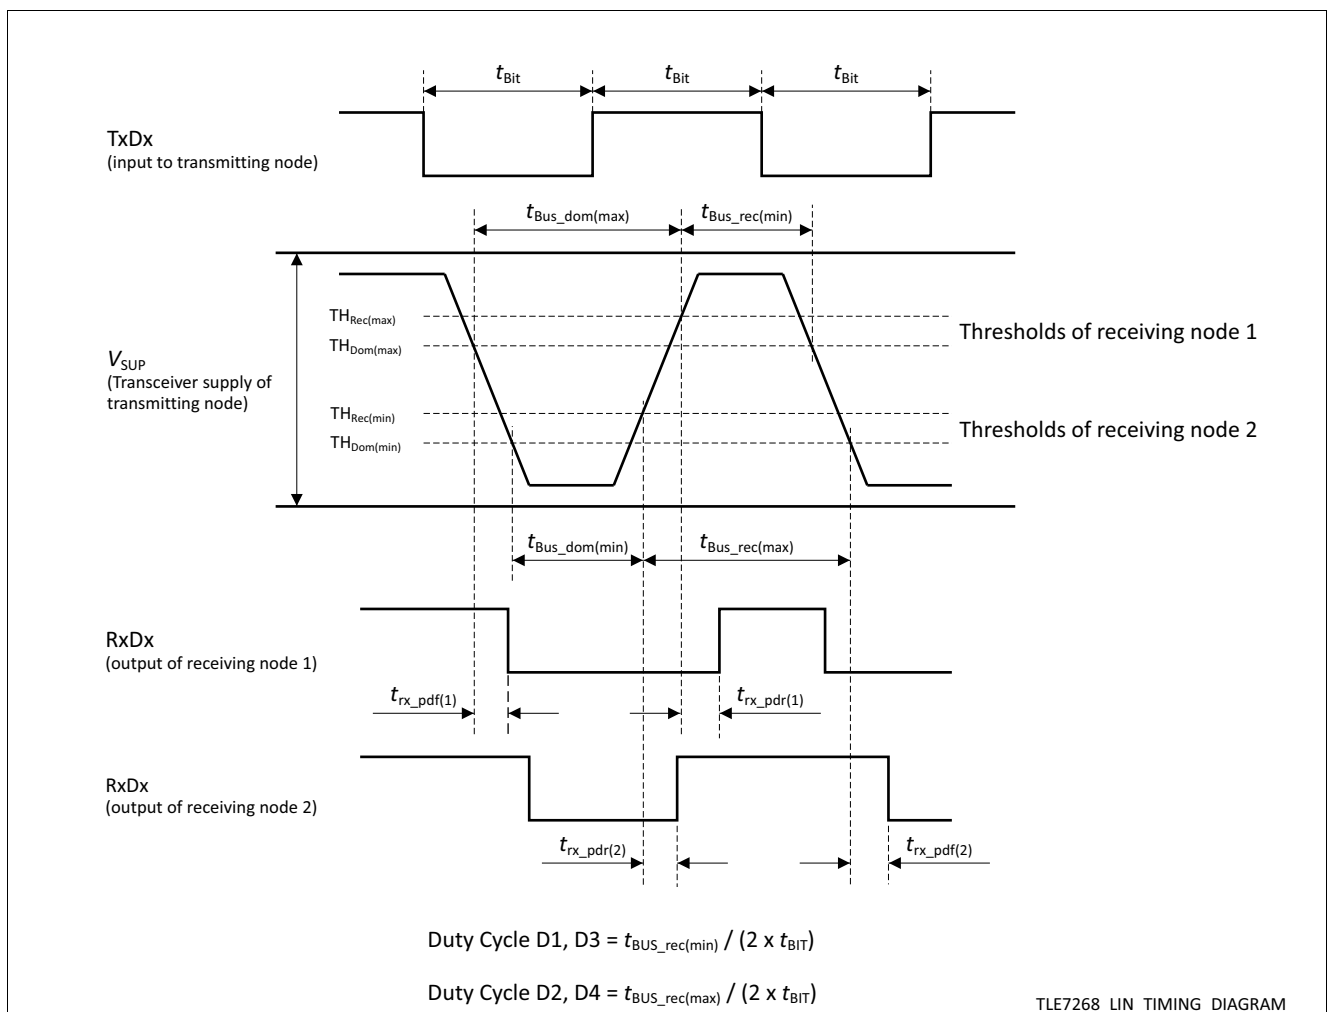 tBit tBit tBit
TxDx
(input to transmitting node)
tBus_dom(max) tBus_rec(min)
THRec(max)
Thresholds of receiving node 1
THDom(max)
VSUP
(Transceiver supply of
transmitting node)
THRec(min)
Thresholds of receiving node 2
THDom(min)
tBus_dom(min) tBus_rec(max)
RxDx
(output of receiving node 1)
trx_pdf(1) trx_pdr(1)
RxDx
(output of receiving node 2)
trx_pdr(2) trx_pdf(2)
Duty Cycle D1, D3 = tBUS_rec(min) / (2 x tBIT)
Duty Cycle D2, D4 = tBUS_rec(max) / (2 x tBIT)
TLE7268_LIN_TIMING_DIAGRAM